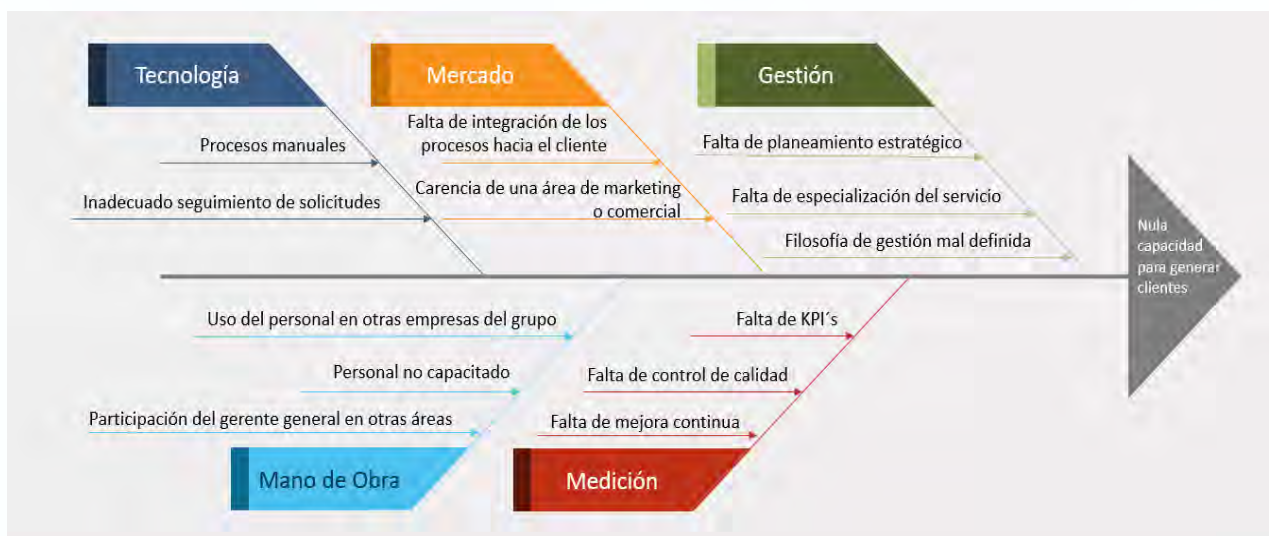 Tecnología
Mercado
Gestión
Procesos manuales
Inadecuado seguimiento de solicitudes
Falta de integración de los
procesos hacia el cliente
Carencia de una área de marketing
o comercial
Falta de planeamiento estratégico
Falta de especialización del servicio
Filosofía de gestión mal definida
Nula
capacidad
para generar
clientes
Uso del personal en otras empresas del grupo
Personal no capacitado
Participación del gerente general en otras áreas
Falta de KPI´s
Falta de control de calidad
Falta de mejora continua
Mano de Obra
Medición